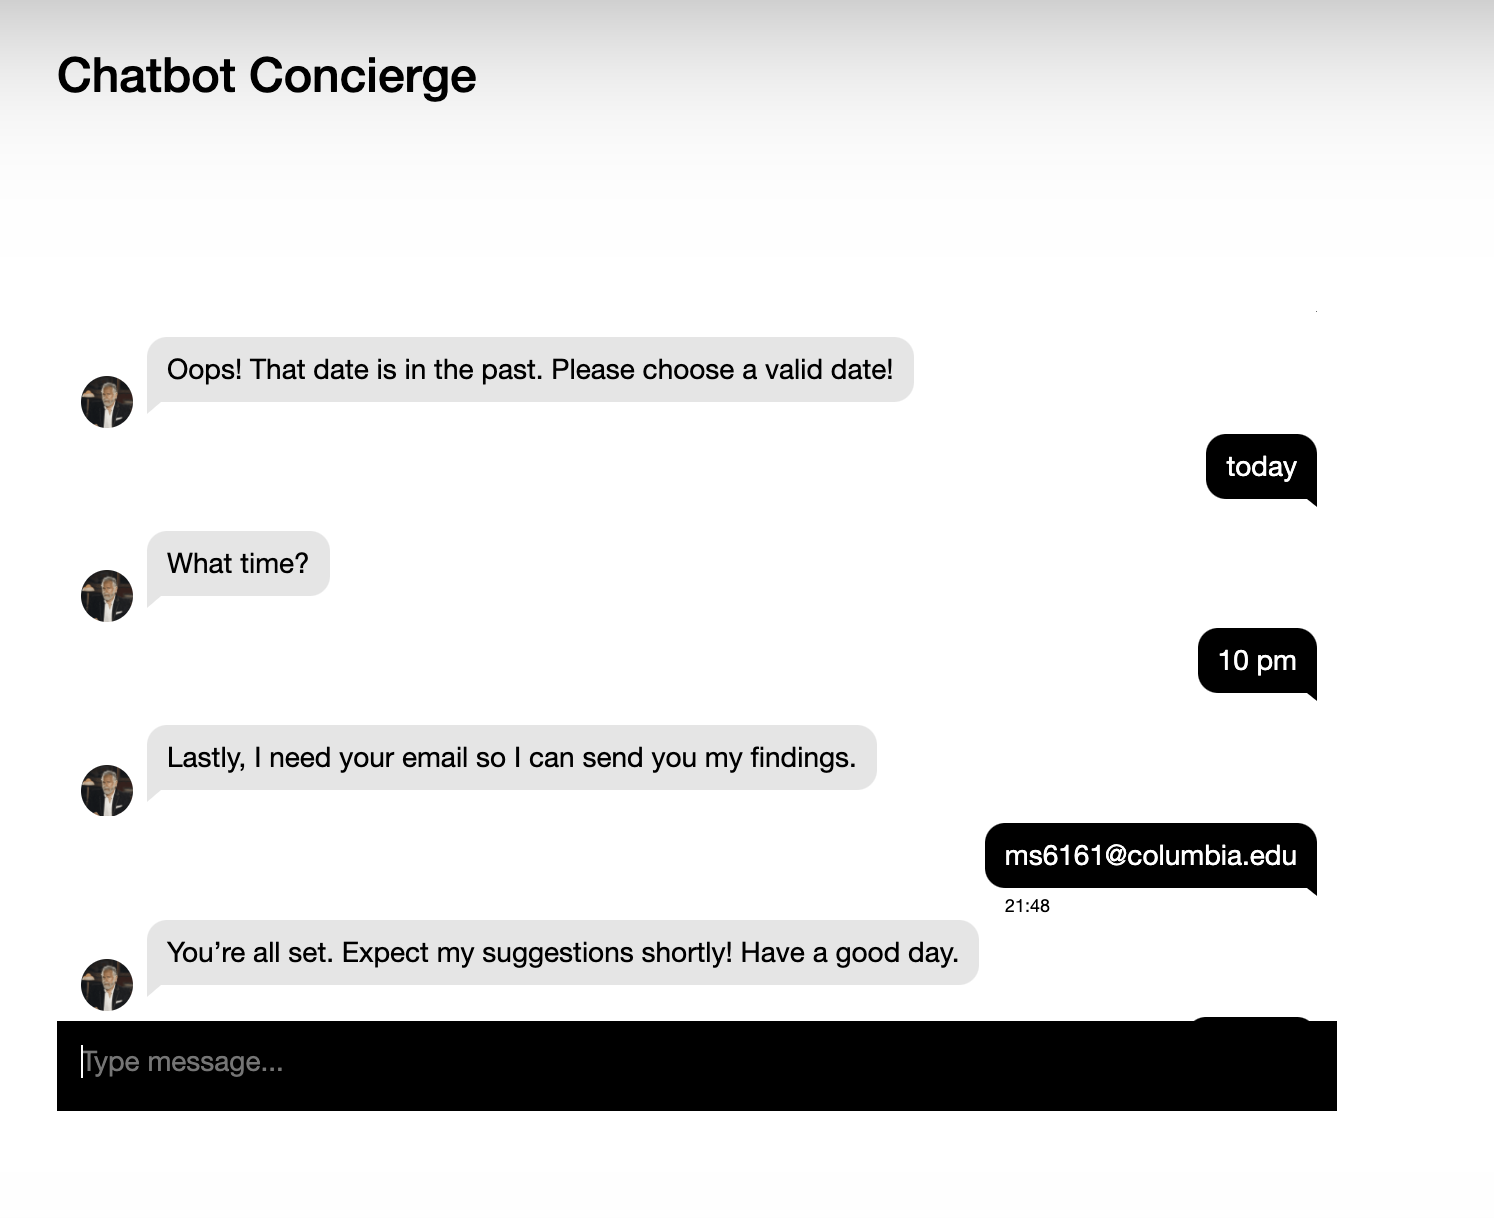 Chatbot Concierge
Oops! That date is in the past. Please choose a valid date!
today
What time?
10 pm
Lastly, I need your email so I can send you my findings.
ms6161@columbia.edu
21:48
You’re all set. Expect my suggestions shortly! Have a good day.
Type message...